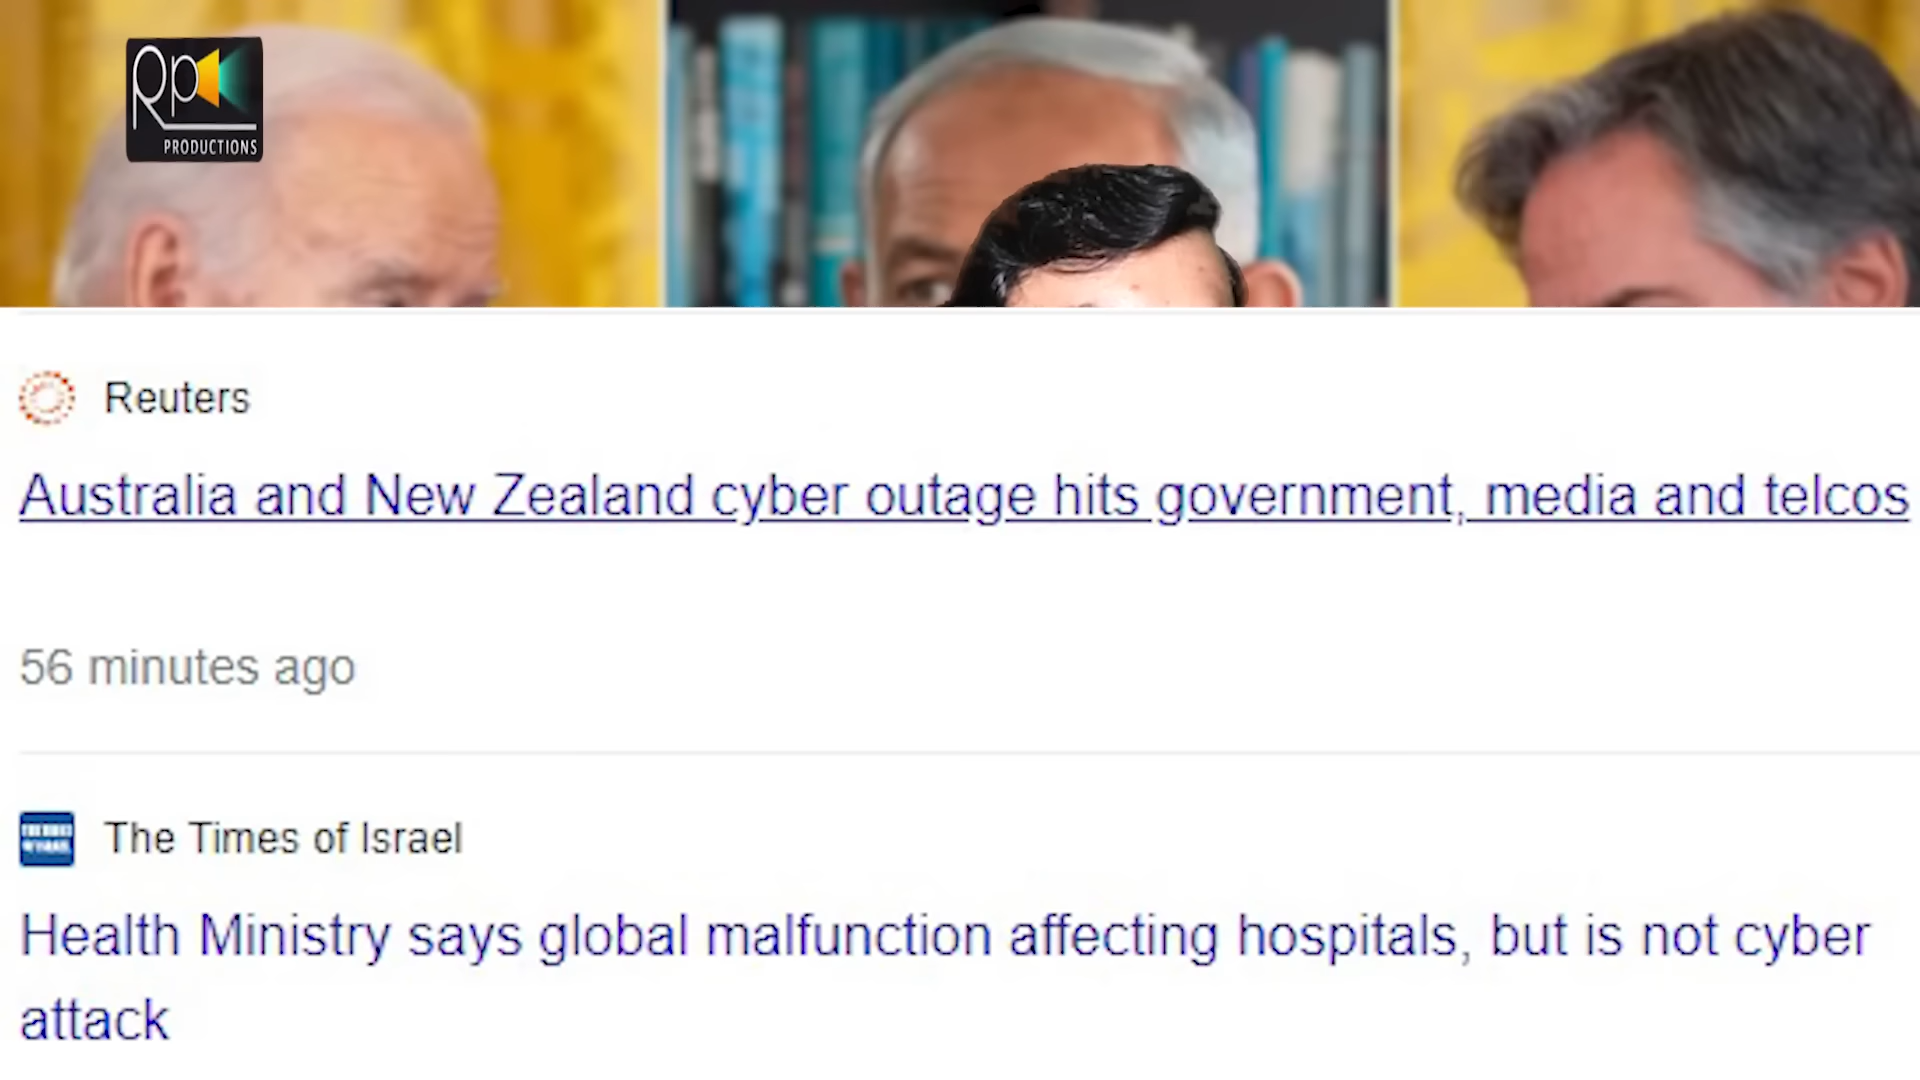 Rp
PRODUCTIONS
Reuters
Australia and New Zealand cyber outage hits government, media and telcos
56 minutes ago
The Times of Israel
Health Ministry says global malfunction affecting hospitals, but is not cyber
attack